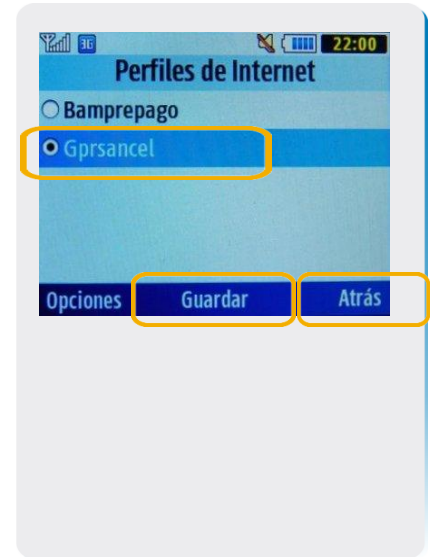 3G 22:00
Perfiles de Internet
Bamprepago
Gprsancel
Opciones Guardar Atrás